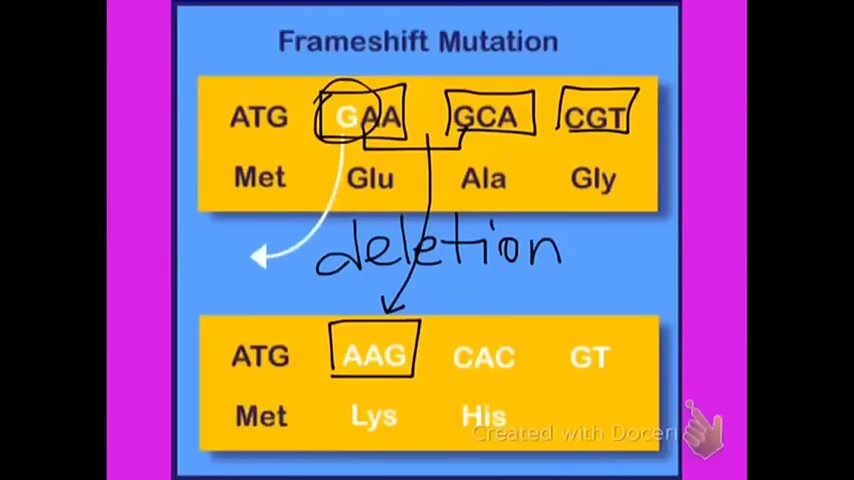 Frameshift Mutation
ATG GAA GCA CGT
Met Glu Ala Gly
deletion
ATG AAG CAC GT
Met Lys His
Created with Doceri